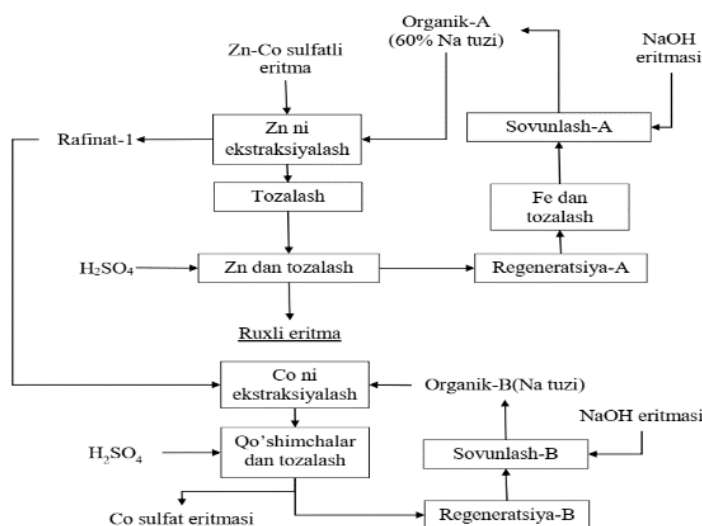 Organik-A
(60% Na tuzi)
NaOH
eritmasi
Zn-Co sulfatli
eritma
Rafinat-1
Zn ni
ekstraksiyalash
Sovunlash-A
Tozalash
Fe dan
tozalash
H₂SO₄
Zn dan tozalash
Regeneratsiya-A
Ruxli eritma
Co ni
ekstraksiyalash
Organik-B(Na tuzi)
NaOH eritmasi
H₂SO₄
Qo'shimchalar
dan tozalash
Sovunlash-B
Co sulfat eritmasi
Regeneratsiya-B